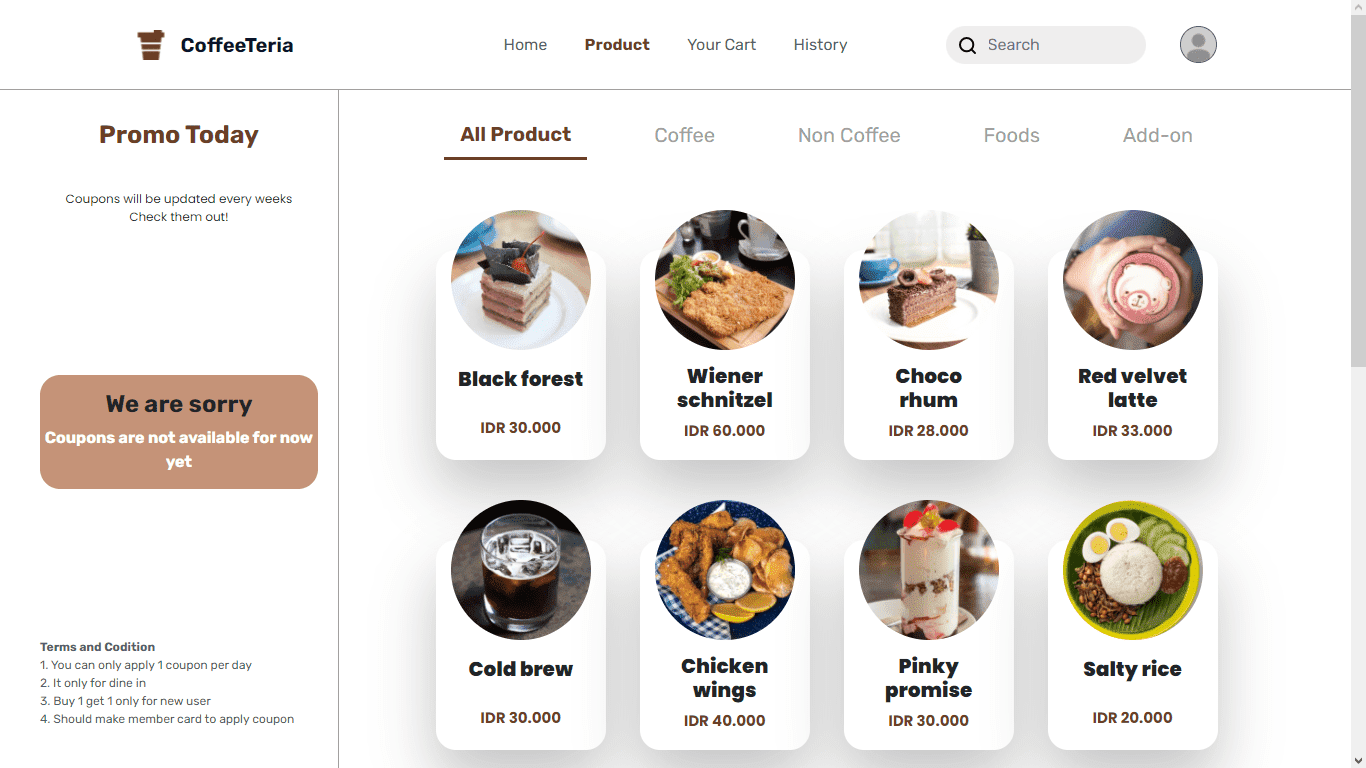 CoffeeTeria
Home
Product
Your Cart
History
Search
Promo Today
Coupons will be updated every weeks
Check them out!
We are sorry
Coupons are not available for now
yet
Terms and Codition
1. You can only apply 1 coupon per day
2. It only for dine in
3. Buy 1 get 1 only for new user
4. Should make member card to apply coupon
All Product
Coffee
Non Coffee
Foods
Add-on
Black forest
IDR 30.000
Wiener
schnitzel
IDR 60.000
Choco
rhum
IDR 28.000
Red velvet
latte
IDR 33.000
Cold brew
IDR 30.000
Chicken
wings
IDR 40.000
Pinky
promise
IDR 30.000
Salty rice
IDR 20.000